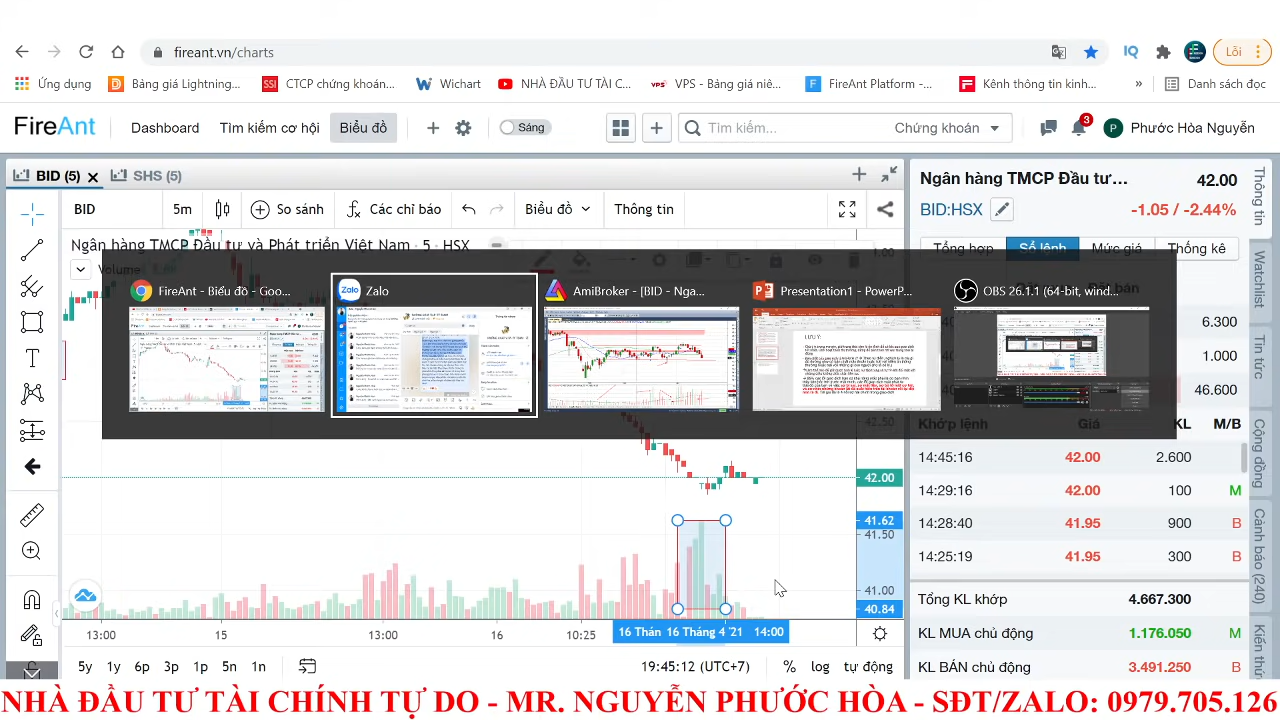 fireant.vn/charts
Lỗi
Ứng dụng
Bảng giá Lightning...
CTCP chứng khoán...
Wichart
NHÀ ĐẦU TƯ TÀI C...
VPS - Bảng giá niê...
FireAnt Platform -...
Kênh thông tin kinh...
»
Danh sách đọc
FireAnt
Dashboard
Tìm kiếm cơ hội
Biểu đồ
Sáng
Tìm kiếm...
Chứng khoán
3
P
Phước Hòa Nguyễn
BID (5)
SHS (5)
BID
5m
So sánh
Các chỉ báo
Biểu đồ
Thông tin
Ngân hàng TMCP Đầu tư và Phát triển Việt Nam · 5 · HSX
Volume
FireAnt - Biểu đồ - Goo...
Zalo
AmiBroker - [BID - Nga...
Presentation1 - PowerP...
OBS 26.1.1 (64-bit, wind...
LƯU Ý:
42.50
42.00
41.62
41.50
41.00
40.84
13:00
15
13:00
16
10:25
16 Thán
16 Tháng 4 '21
14:00
5y
1y
6p
3p
1p
5n
1n
19:45:12 (UTC+7)
%
log
tự động
Ngân hàng TMCP Đầu tư...
42.00
BID:HSX
-1.05 / -2.44%
Tổng hợp
Sổ lệnh
Mức giá
Thống kê
6.300
1.000
46.600
Khớp lệnh
Giá
KL
M/B
14:45:16
42.00
2.600
14:29:16
42.00
100
M
14:28:40
41.95
900
B
14:25:19
41.95
300
B
Tổng KL khớp
4.667.300
KL MUA chủ động
1.176.050
M
KL BÁN chủ động
3.491.250
B
Thông tin
Watchlist
Tin tức
Cộng đồng
Cảnh báo (240)
Kiến thứ
NHÀ ĐẦU TƯ TÀI CHÍNH TỰ DO - MR. NGUYỄN PHƯỚC HÒA - SĐT/ZALO: 0979.705.126